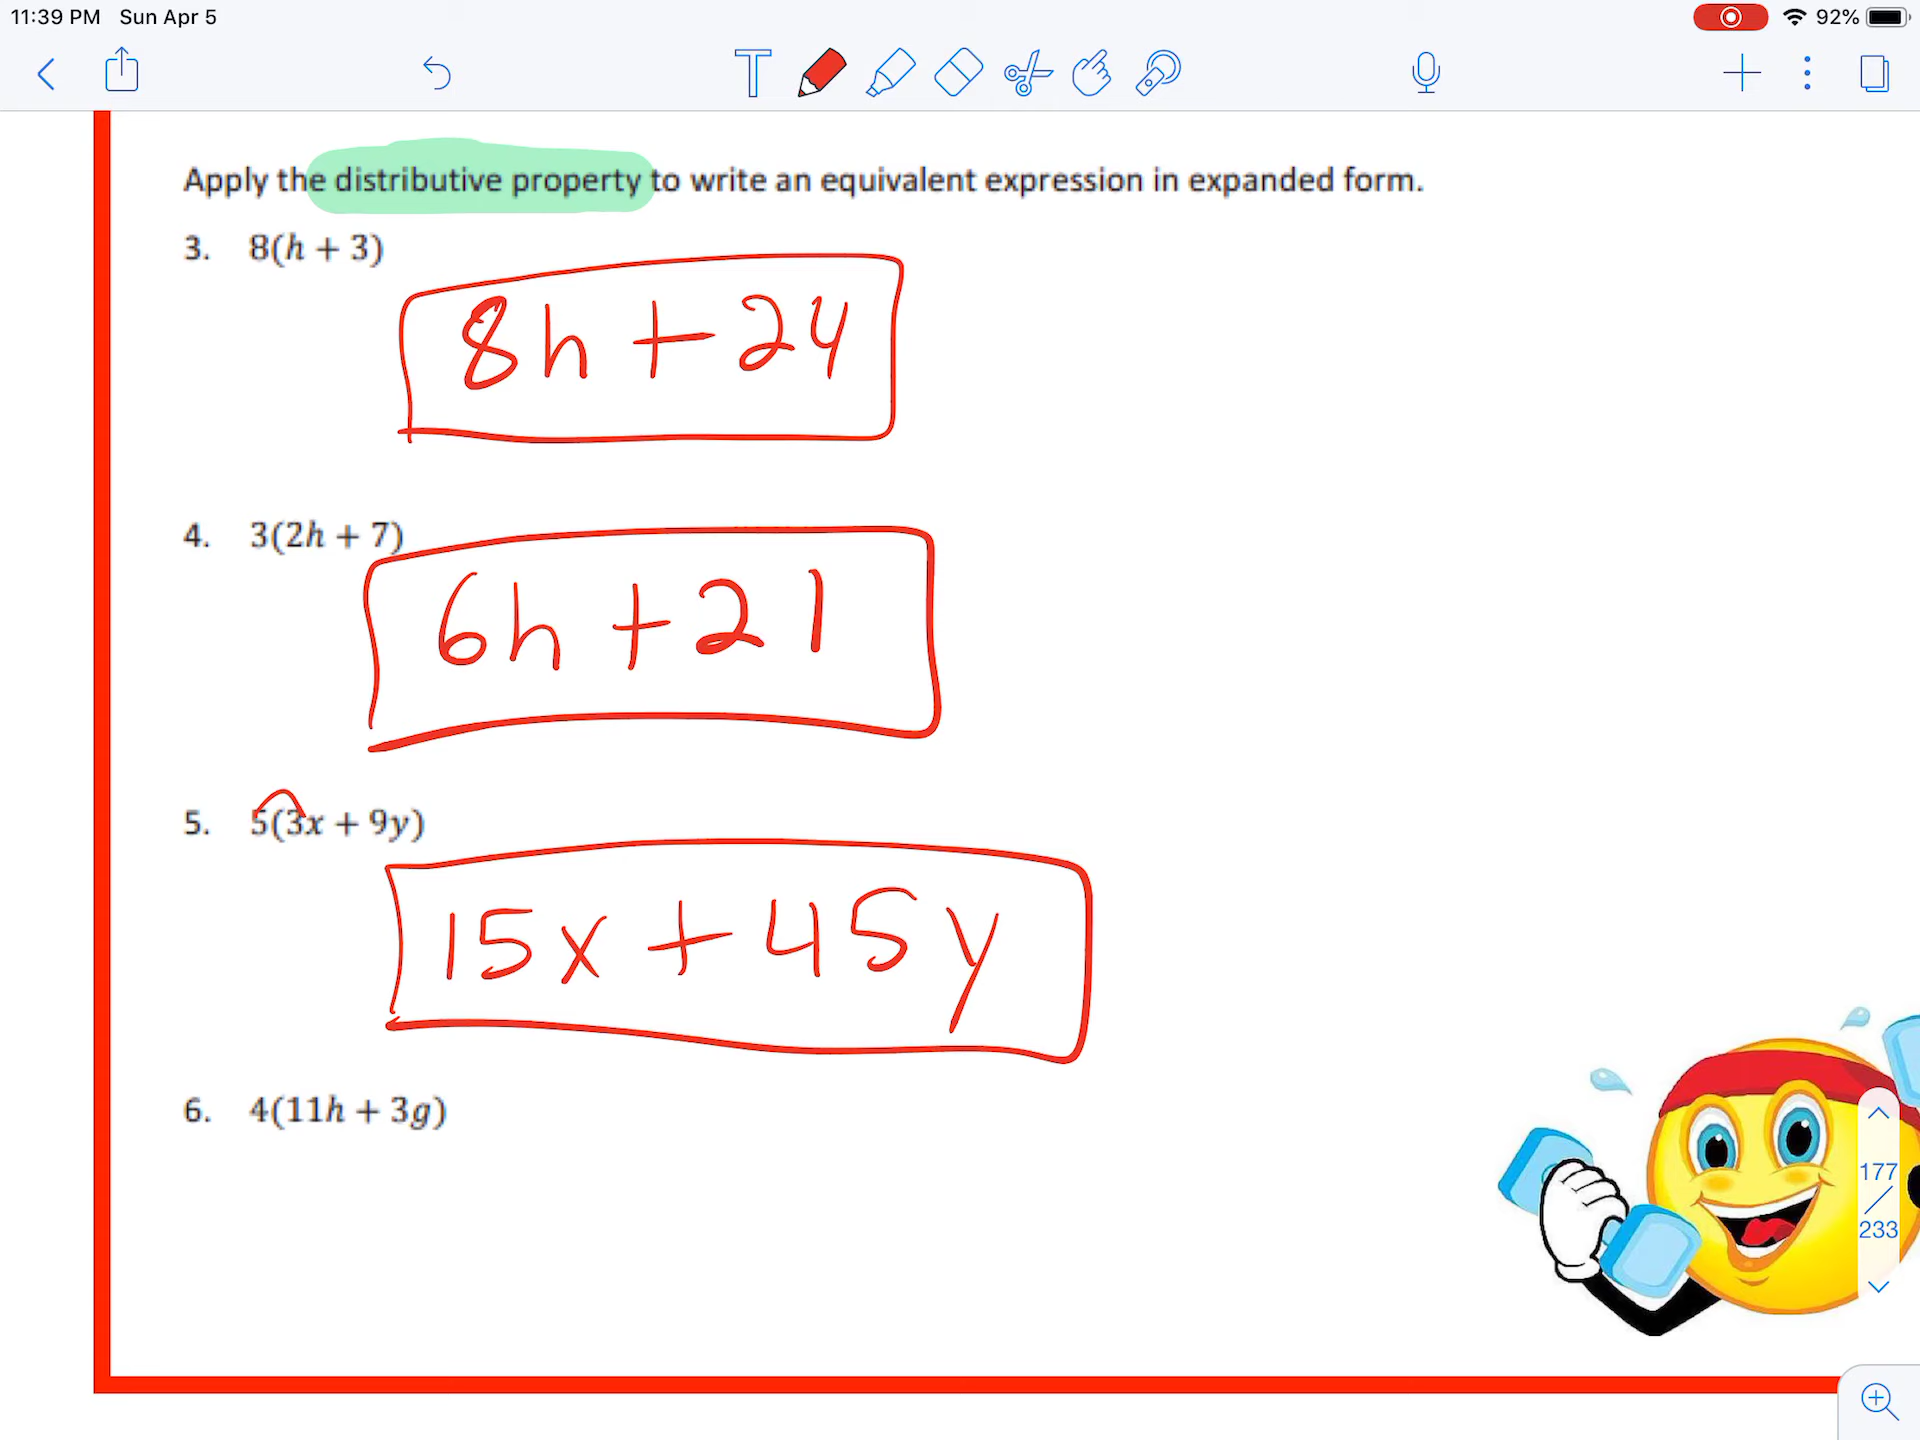 11:39 PM Sun Apr 5
92%
T
Apply the distributive property to write an equivalent expression in expanded form.
3. 8(h + 3)
8h + 24
4. 3(2h + 7)
6h + 21
5. 5(3x + 9y)
15x + 45y
6. 4(11h + 3g)
177
/
233